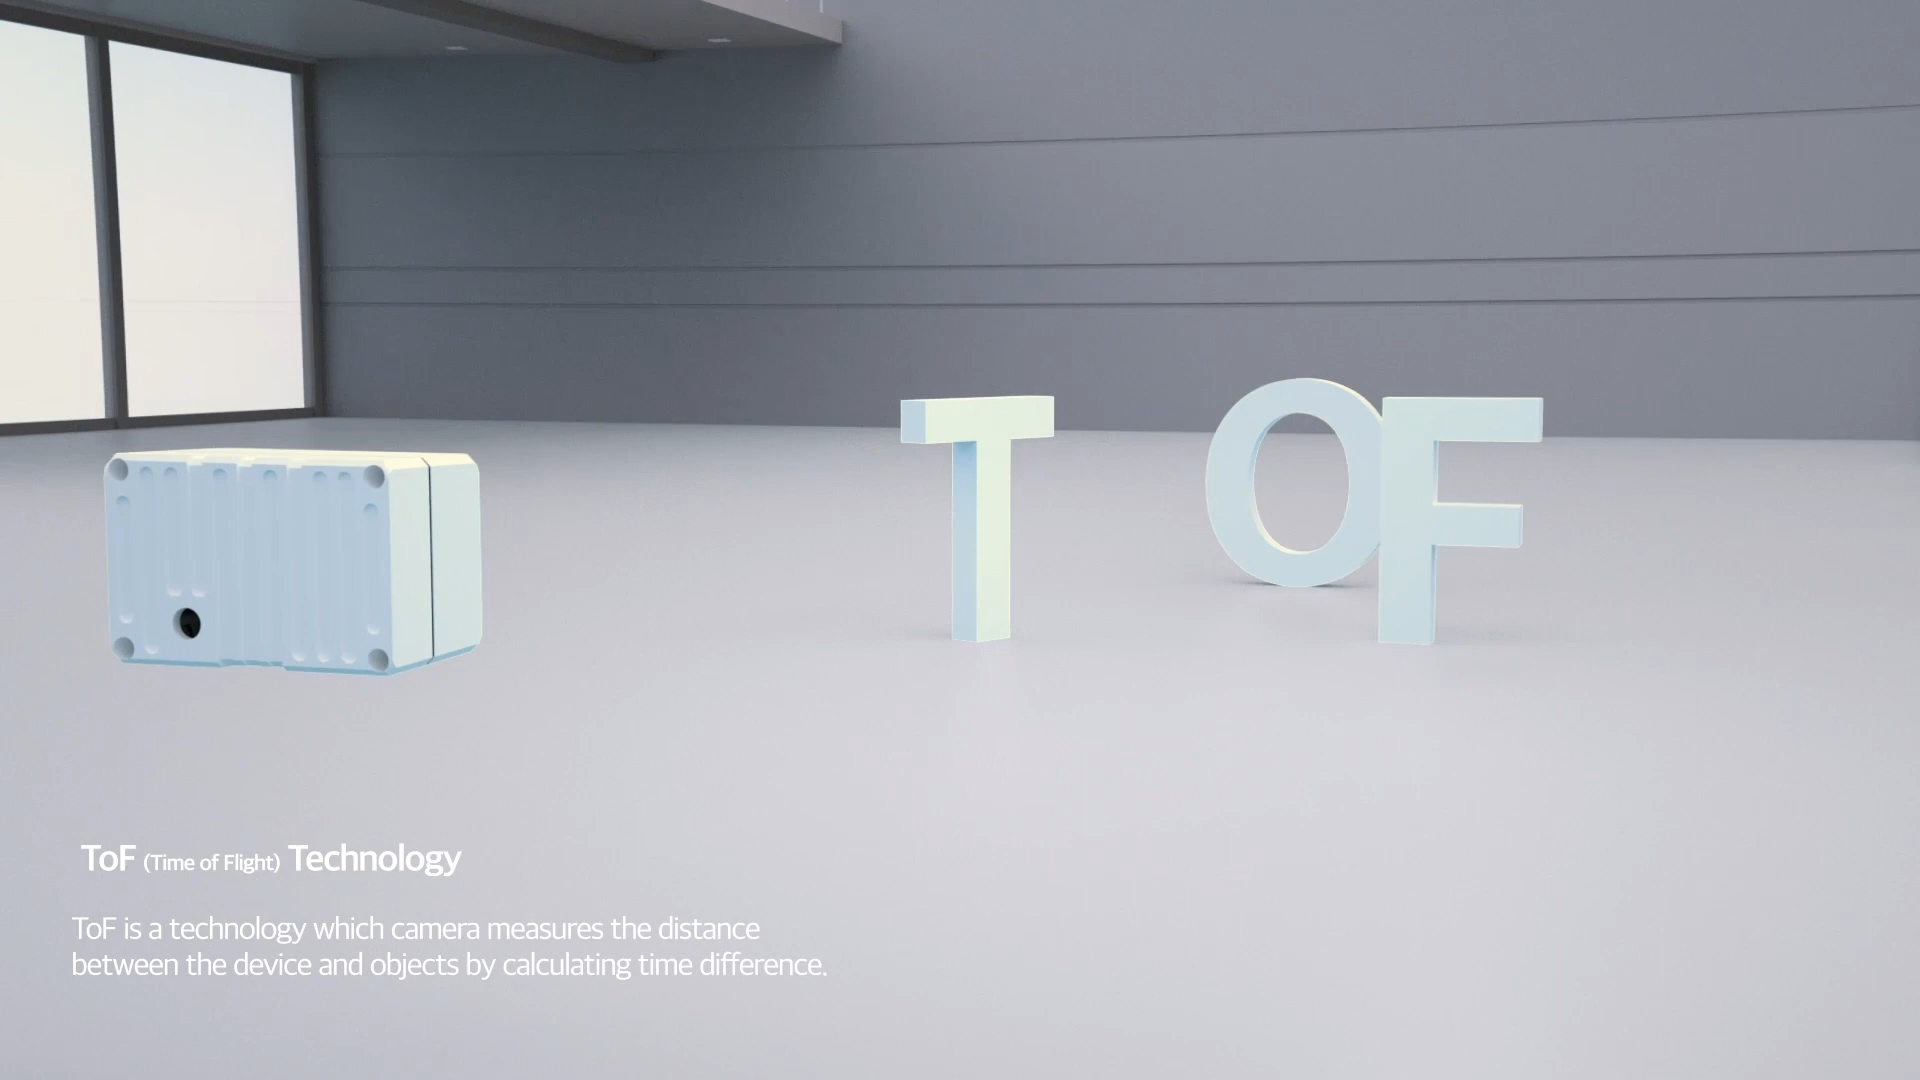 T OF
ToF (Time of Flight) Technology
ToF is a technology which camera measures the distance
between the device and objects by calculating time difference.